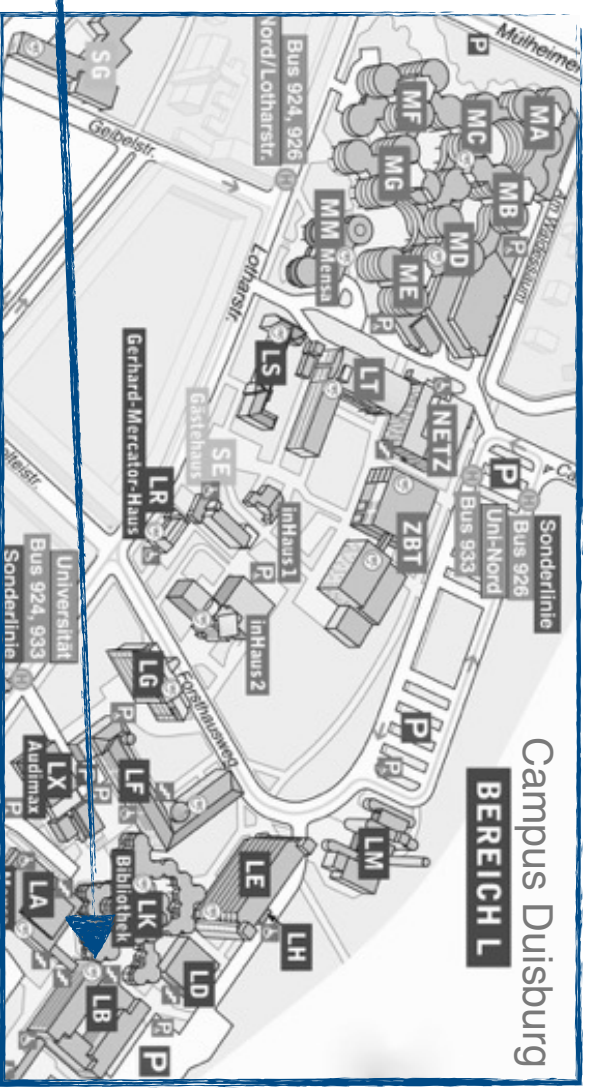 Campus Duisburg
BEREICH L
Mülheimer
MA
P
MC
MB
MF
MD
MG
ME
MM
Mensa
Sonderlinie
Bus 926
Uni-Nord
Bus 933
P
NETZ
ZBT
LT
LS
P
P
LM
Bus 924, 926
Nord/Lotharstr.
Lotharstr.
inHaus 1
P
inHaus 2
SE
Gästehaus
LR
Gerhard-Mercator-Haus
SG
Geibelstr.
Forsthausweg
LE
LH
LD
LG
P
LF
P
LK
Bibliothek
P
P
LB
LX
Audimax
P
LA
Universität
Bus 924, 933
Sonderlinie